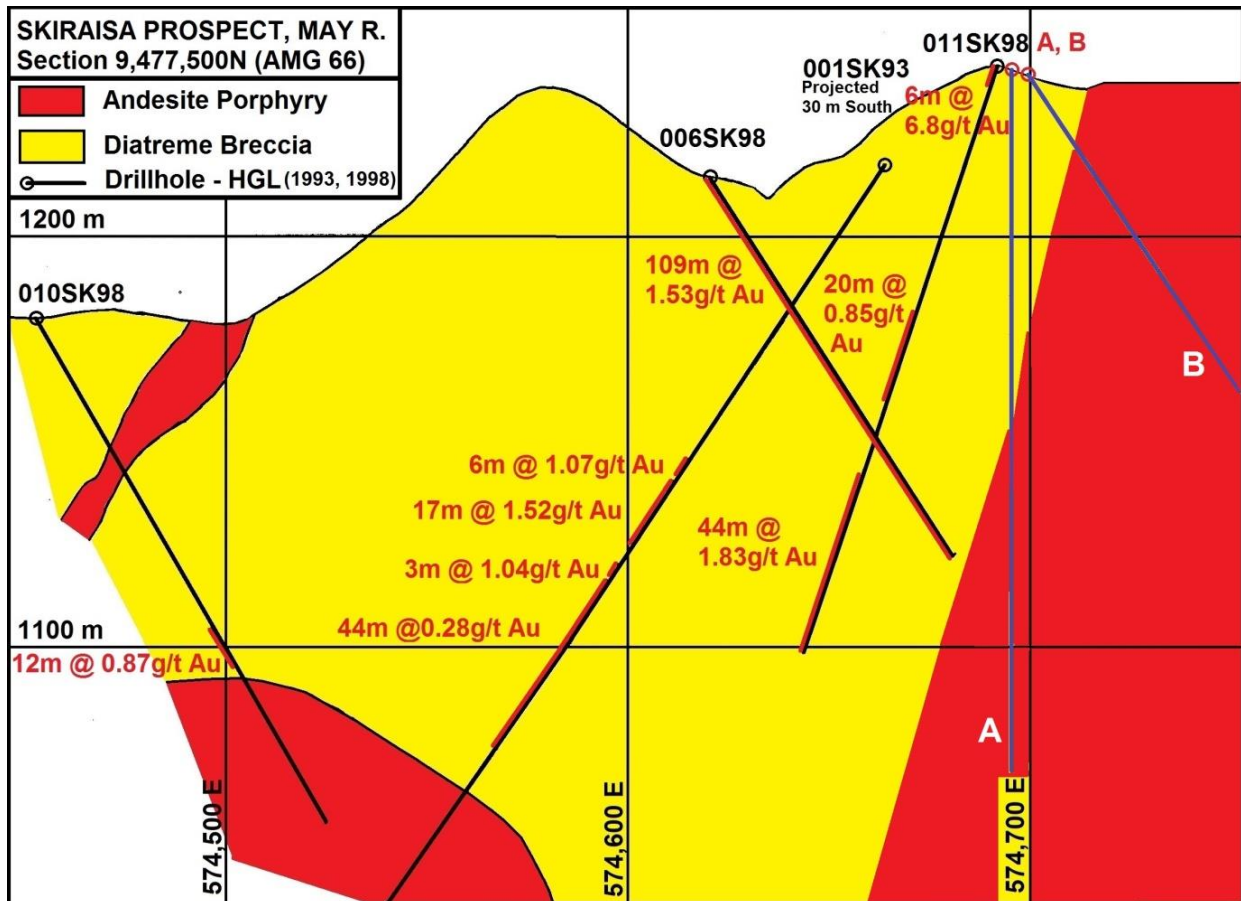 SKIRAISA PROSPECT, MAY R.
Section 9,477,500N (AMG 66)
Andesite Porphyry
Diatreme Breccia
Drillhole - HGL (1993, 1998)
011SK98
A, B
001SK93
Projected
30 m South
6m @
6.8g/t Au
006SK98
1200 m
010SK98
109m @
1.53g/t Au
20m @
0.85g/t
Au
B
6m @ 1.07g/t Au
17m @ 1.52g/t Au
3m @ 1.04g/t Au
44m @
1.83g/t Au
44m @0.28g/t Au
1100 m
12m @ 0.87g/t Au
A
574,500 E
574,600 E
574,700 E